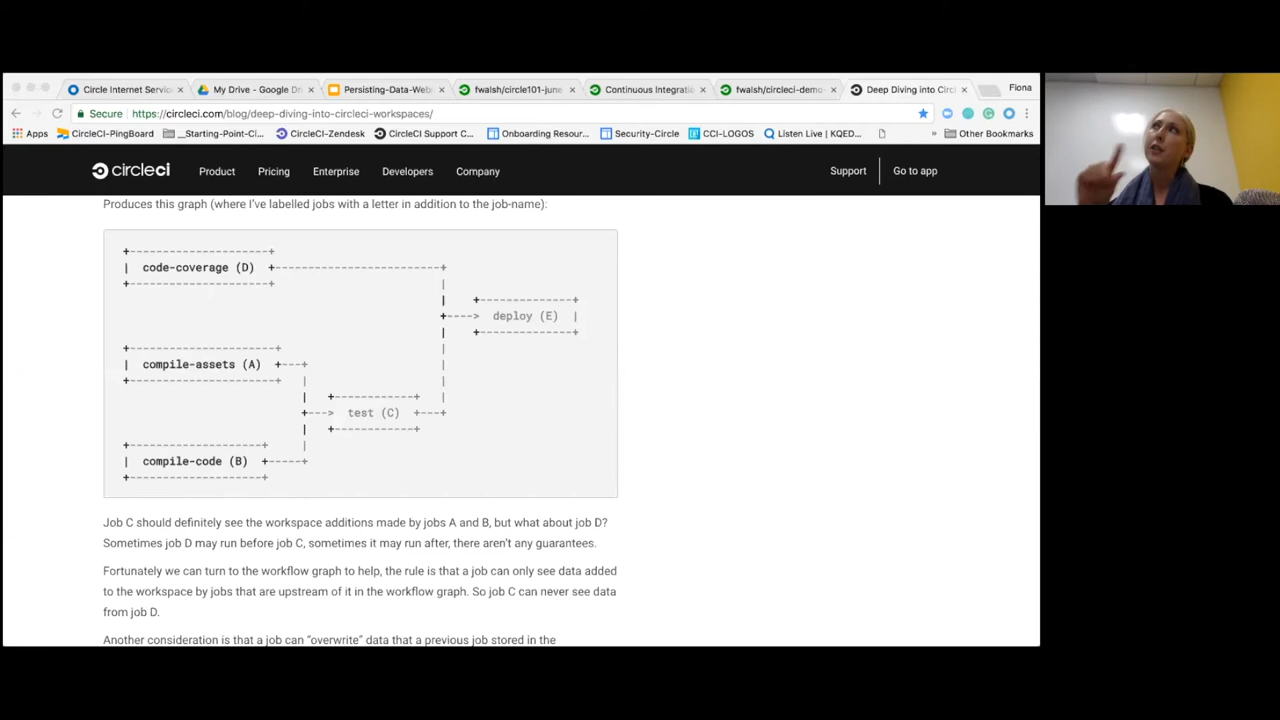 Circle Internet Servic
My Drive - Google Dr
Persisting-Data-Web
fwalsh/circle101-june
Continuous Integrati
fwalsh/circleci-demo-
Deep Diving into Circl
Fiona
Secure
https://circleci.com/blog/deep-diving-into-circleci-workspaces/
Apps
CircleCI-PingBoard
__Starting-Point-Ci
CircleCI-Zendesk
CircleCI Support C...
Onboarding Resour...
Security-Circle
CCI-LOGOS
Listen Live | KQED...
»
Other Bookmarks
circleci
Product
Pricing
Enterprise
Developers
Company
Support
Go to app
Produces this graph (where I've labelled jobs with a letter in addition to the job-name):
code-coverage (D)
deploy (E)
compile-assets (A)
test (C)
compile-code (B)
Job C should definitely see the workspace additions made by jobs A and B, but what about job D?
Sometimes job D may run before job C, sometimes it may run after, there aren't any guarantees.
Fortunately we can turn to the workflow graph to help, the rule is that a job can only see data added
to the workspace by jobs that are upstream of it in the workflow graph. So job C can never see data
from job D.
Another consideration is that a job can "overwrite" data that a previous job stored in the